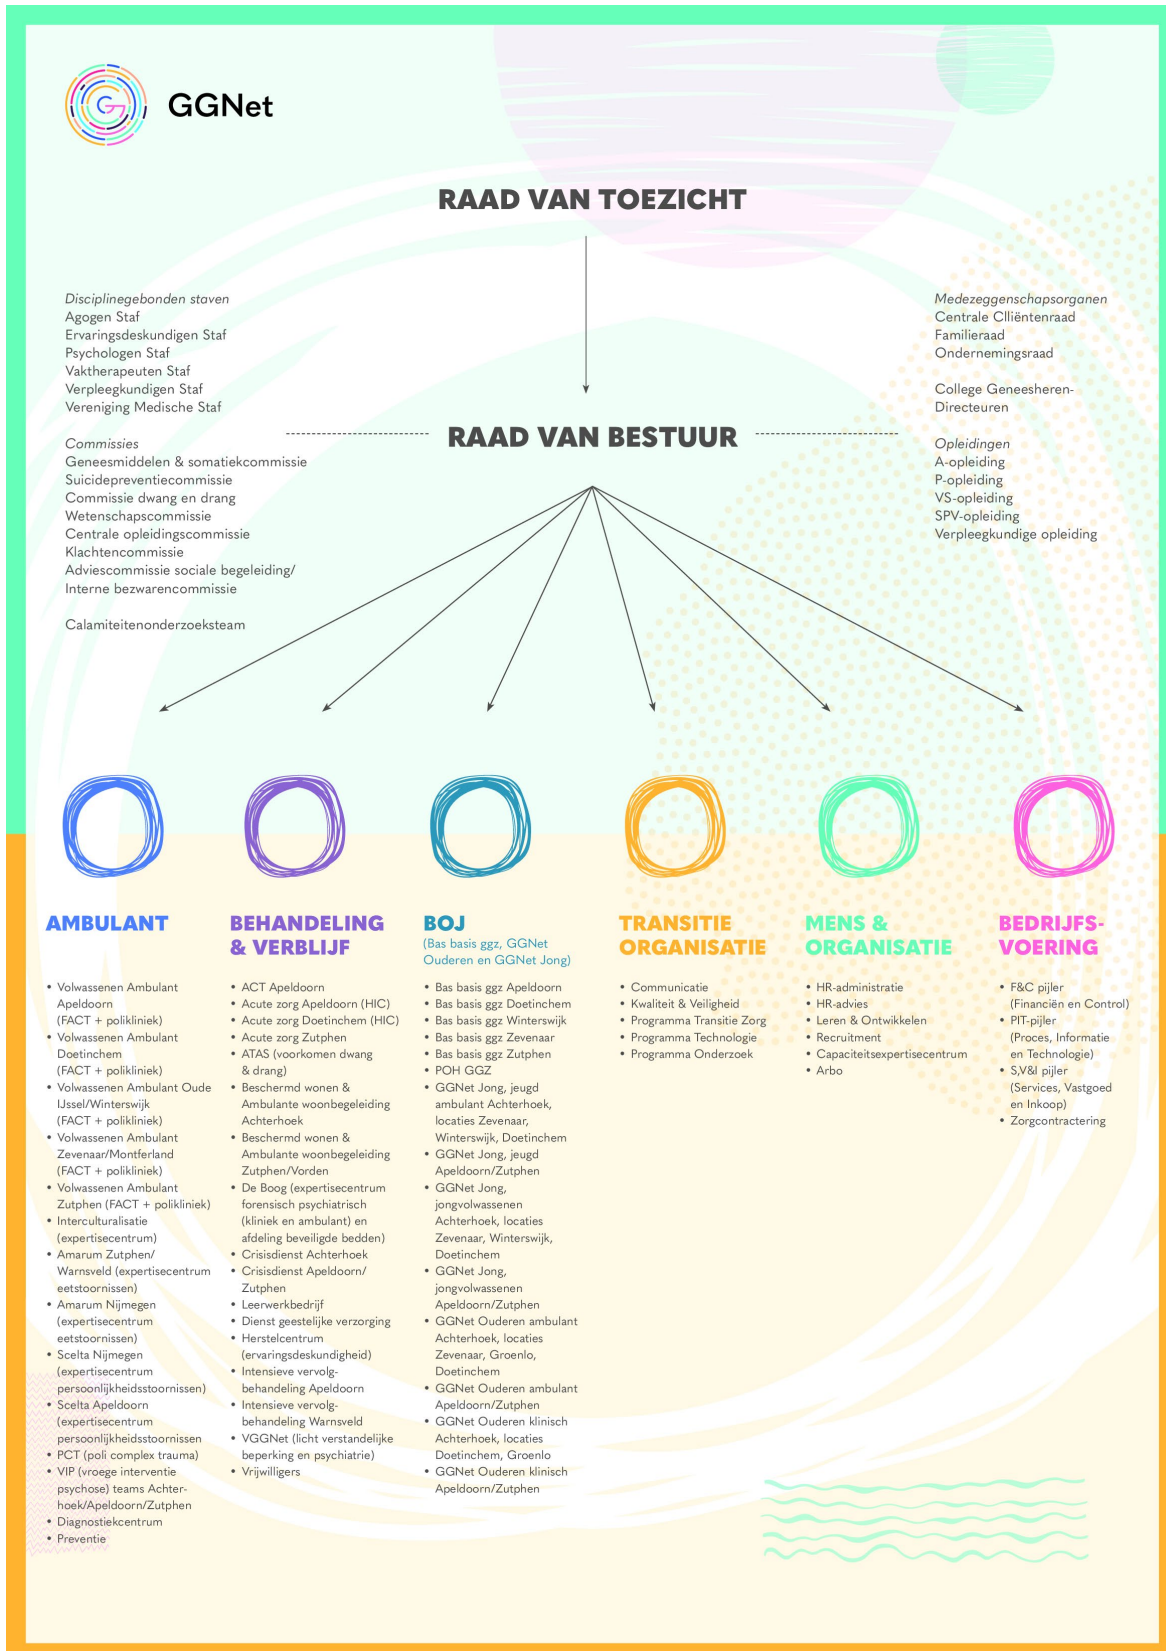 GGNet
RAAD VAN TOEZICHT
Disciplinegebonden staven
Agogen Staf
Ervaringsdeskundigen Staf
Psychologen Staf
Vaktherapeuten Staf
Verpleegkundigen Staf
Vereniging Medische Staf
Commissies
Geneesmiddelen & somatiekcommissie
Suicidepreventiecommissie
Commissie dwang en drang
Wetenschapscommissie
Centrale opleidingscommissie
Klachtencommissie
Adviescommissie sociale begeleiding/
Interne bezwarencommissie
Calamiteitenonderzoeksteam
RAAD VAN BESTUUR
Medezeggenschapsorganen
Centrale Clliëntenraad
Familieraad
Ondernemingsraad
College Geneesheren-
Directeuren
Opleidingen
A-opleiding
P-opleiding
VS-opleiding
SPV-opleiding
Verpleegkundige opleiding
AMBULANT
• Volwassenen Ambulant
Apeldoorn
(FACT + polikliniek)
• Volwassenen Ambulant
Doetinchem
(FACT + polikliniek)
• Volwassenen Ambulant Oude
IJssel/Winterswijk
(FACT + polikliniek)
• Volwassenen Ambulant
Zevenaar/Montferland
(FACT + polikliniek)
• Volwassenen Ambulant
Zutphen (FACT + polikliniek)
• Interculturalisatie
(expertisecentrum)
• Amarum Zutphen/
Warnsveld (expertisecentrum
eetstoornissen)
• Amarum Nijmegen
(expertisecentrum
eetstoornissen)
• Scelta Nijmegen
(expertisecentrum
persoonlijkheidsstoornissen)
• Scelta Apeldoorn
(expertisecentrum
persoonlijkheidsstoornissen
• PCT (poli complex trauma)
• VIP (vroege interventie
psychose) teams Achter-
hoek/Apeldoorn/Zutphen
• Diagnostiekcentrum
• Preventie
BEHANDELING
& VERBLIJF
• ACT Apeldoorn
• Acute zorg Apeldoorn (HIC)
• Acute zorg Doetinchem (HIC)
• Acute zorg Zutphen
• ATAS (voorkomen dwang
& drang)
• Beschermd wonen &
Ambulante woonbegeleiding
Achterhoek
• Beschermd wonen &
Ambulante woonbegeleiding
Zutphen/Vorden
• De Boog (expertisecentrum
forensisch psychiatrisch
(kliniek en ambulant) en
afdeling beveiligde bedden)
• Crisisdienst Achterhoek
• Crisisdienst Apeldoorn/
Zutphen
• Leerwerkbedrijf
• Dienst geestelijke verzorging
• Herstelcentrum
(ervaringsdeskundigheid)
• Intensieve vervolg-
behandeling Apeldoorn
• Intensieve vervolg-
behandeling Warnsveld
• VGGNet (licht verstandelijke
beperking en psychiatrie)
• Vrijwilligers
BOJ
(Bas basis ggz, GGNet
Ouderen en GGNet Jong)
• Bas basis ggz Apeldoorn
• Bas basis ggz Doetinchem
• Bas basis ggz Winterswijk
• Bas basis ggz Zevenaar
• Bas basis ggz Zutphen
• POH GGZ
• GGNet Jong, jeugd
ambulant Achterhoek,
locaties Zevenaar,
Winterswijk, Doetinchem
• GGNet Jong, jeugd
Apeldoorn/Zutphen
• GGNet Jong,
jongvolwassenen
Achterhoek, locaties
Zevenaar, Winterswijk,
Doetinchem
• GGNet Jong,
jongvolwassenen
Apeldoorn/Zutphen
• GGNet Ouderen ambulant
Achterhoek, locaties
Zevenaar, Groenlo,
Doetinchem
• GGNet Ouderen ambulant
Apeldoorn/Zutphen
• GGNet Ouderen klinisch
Achterhoek, locaties
Doetinchem, Groenlo
• GGNet Ouderen klinisch
Apeldoorn/Zutphen
TRANSITIE
ORGANISATIE
• Communicatie
• Kwaliteit & Veiligheid
• Programma Transitie Zorg
• Programma Technologie
• Programma Onderzoek
MENS &
ORGANISATIE
• HR-administratie
• HR-advies
• Leren & Ontwikkelen
• Recruitment
• Capaciteitsexpertisecentrum
• Arbo
BEDRIJFS-
VOERING
• F&C pijler
(Financiën en Control)
• PIT-pijler
(Proces, Informatie
en Technologie)
• S,V&I pijler
(Services, Vastgoed
en Inkoop)
• Zorgcontractering